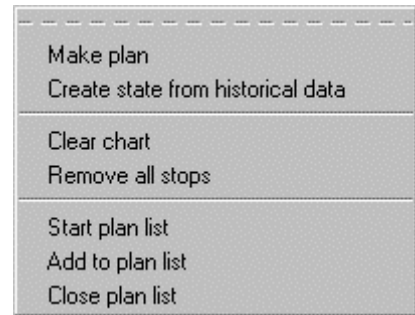 Make plan
Create state from historical data
Clear chart
Remove all stops
Start plan list
Add to plan list
Close plan list